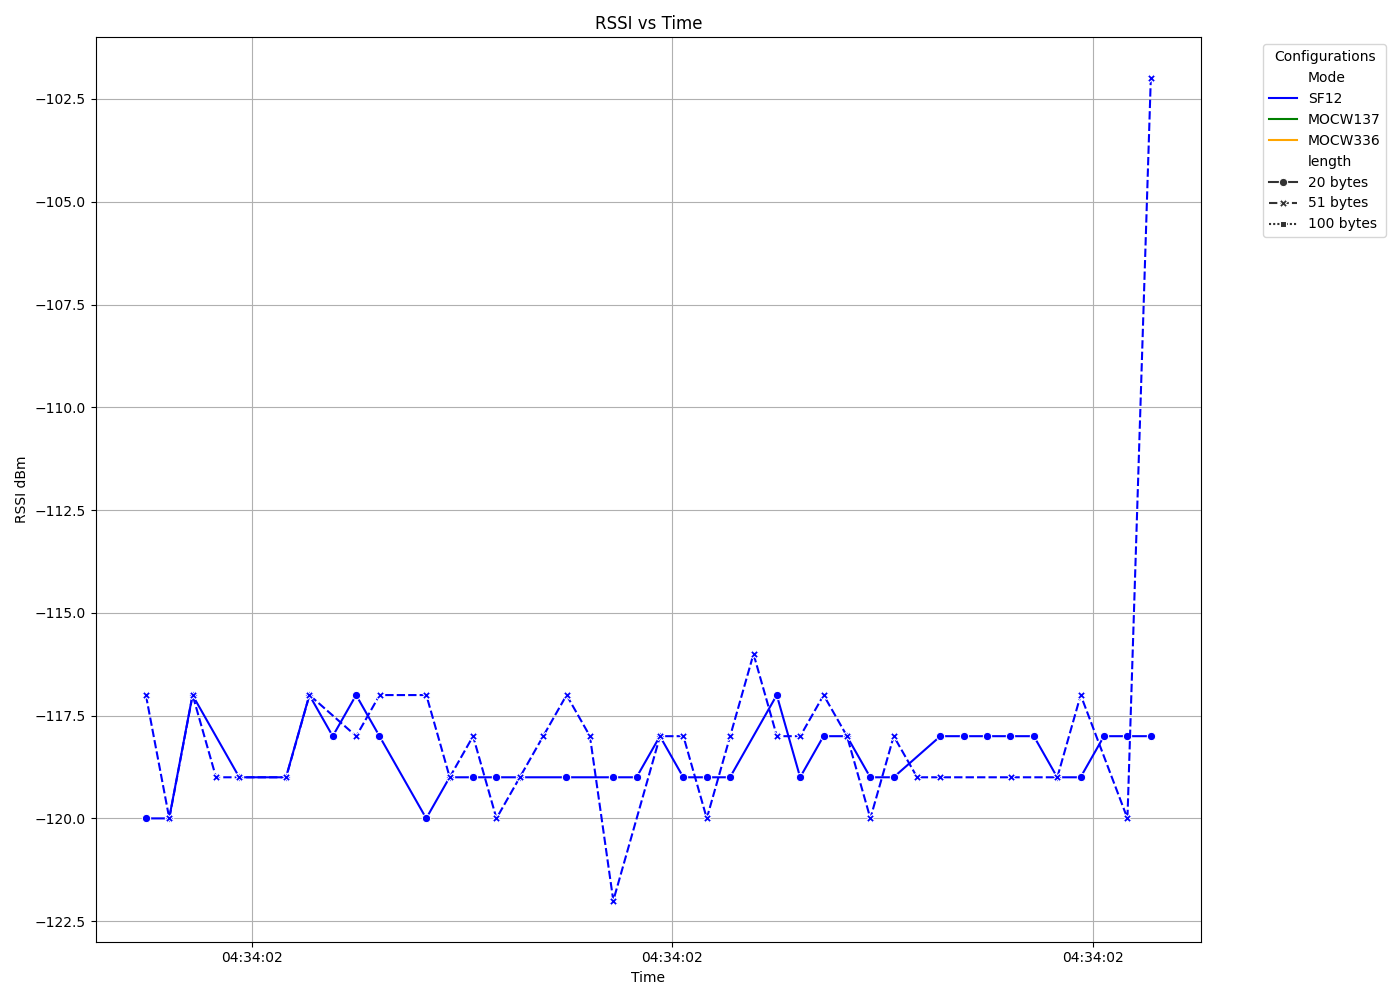 RSSI vs Time
RSSI dBm
−102.5
−105.0
−107.5
−110.0
−112.5
−115.0
−117.5
−120.0
−122.5
04:34:02
04:34:02
04:34:02
Time
Configurations
Mode
SF12
MOCW137
MOCW336
length
20 bytes
51 bytes
100 bytes